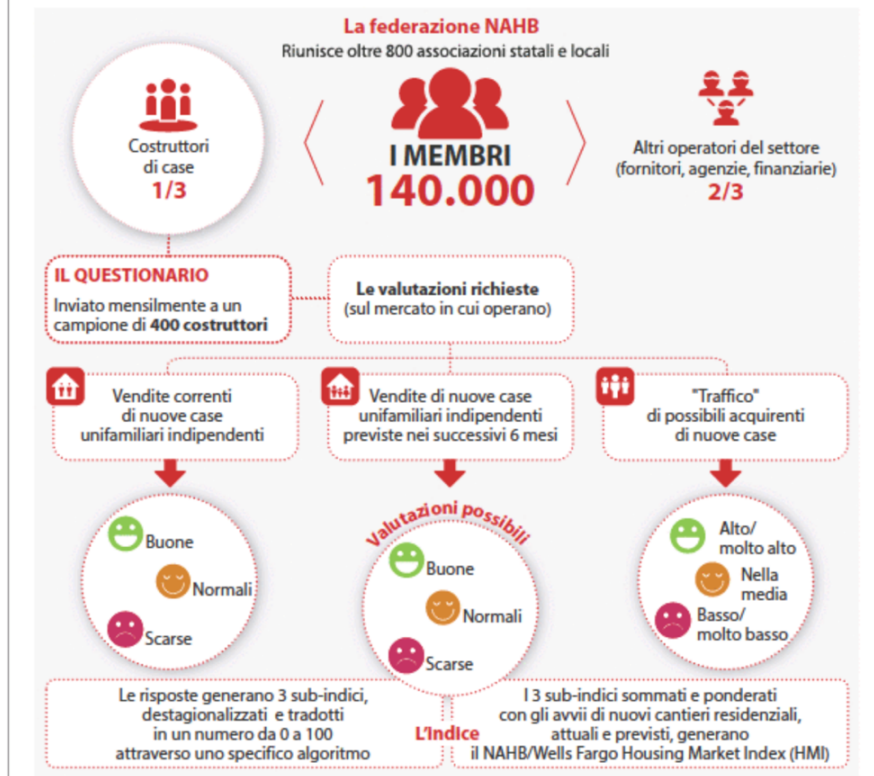 La federazione NAHB
Riunisce oltre 800 associazioni statali e locali
Costruttori
di case
1/3
I MEMBRI
140.000
Altri operatori del settore
(fornitori, agenzie, finanziarie)
2/3
IL QUESTIONARIO
Inviato mensilmente a un
campione di 400 costruttori
Le valutazioni richieste
(sul mercato in cui operano)
Vendite correnti
di nuove case
unifamiliari indipendenti
Vendite di nuove case
unifamiliari indipendenti
previste nei successivi 6 mesi
"Traffico"
di possibili acquirenti
di nuove case
Valutazioni possibili
Buone
Normali
Scarse
Buone
Normali
Scarse
Alto/
molto alto
Nella
media
Basso/
molto basso
Le risposte generano 3 sub-indici,
destagionalizzati e tradotti
in un numero da 0 a 100
attraverso uno specifico algoritmo
L'Indice
I 3 sub-indici sommati e ponderati
con gli avvii di nuovi cantieri residenziali,
attuali e previsti, generano
il NAHB/Wells Fargo Housing Market Index (HMI)